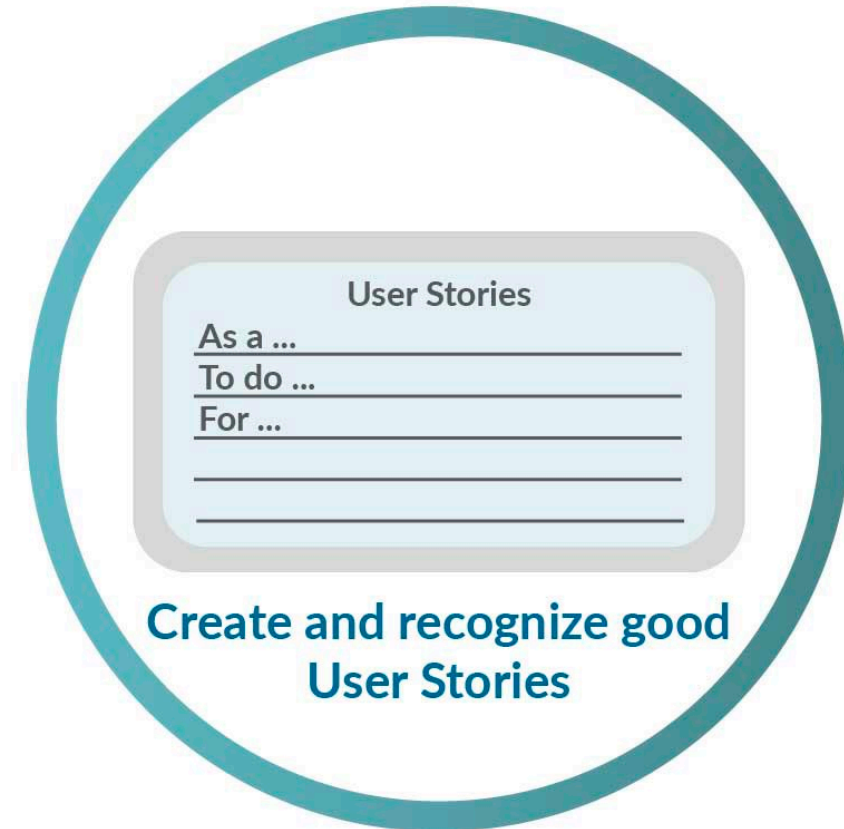 User Stories
As a ...
To do ...
For ...
Create and recognize good
User Stories